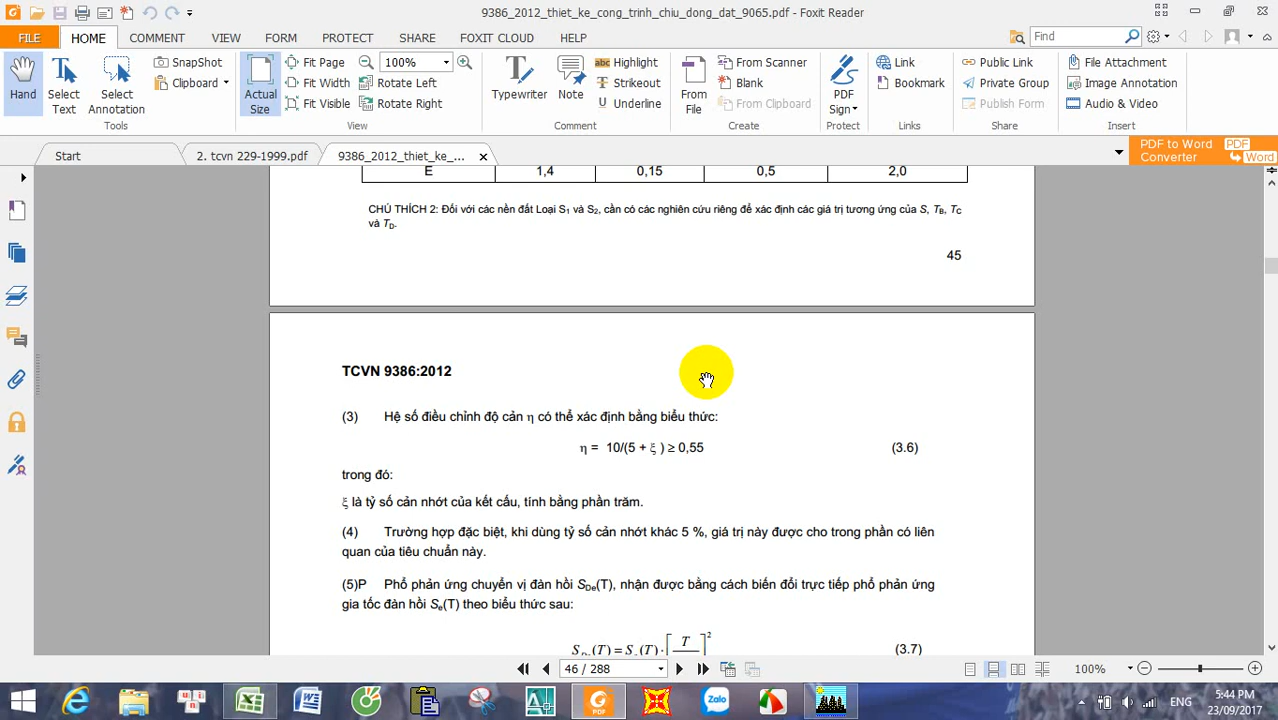 9386_2012_thiet_ke_cong_trinh_chiu_dong_dat_9065.pdf - Foxit Reader
FILE HOME COMMENT VIEW FORM PROTECT SHARE FOXIT CLOUD HELP Find
Hand
Select Text
Select Annotation
SnapShot
Clipboard
Tools
Actual Size
Fit Page
Fit Width
Fit Visible
100%
Rotate Left
Rotate Right
View
Typewriter
Note
Highlight
Strikeout
Underline
Comment
From File
From Scanner
Blank
From Clipboard
Create
PDF Sign
Protect
Link
Bookmark
Links
Public Link
Private Group
Publish Form
Share
File Attachment
Image Annotation
Audio & Video
Insert
Start 2. tcvn 229-1999.pdf 9386_2012_thiet_ke_...
PDF to Word Converter PDF Word
E 1,4 0,15 0,5 2,0
CHÚ THÍCH 2: Đối với các nền đất Loại S1 và S2, cần có các nghiên cứu riêng để xác định các giá trị tương ứng của S, TB, TC
và TD.
45
TCVN 9386:2012
(3) Hệ số điều chỉnh độ cản η có thể xác định bằng biểu thức:
η = 10/(5 + ξ ) ≥ 0,55 (3.6)
trong đó:
ξ là tỷ số cản nhớt của kết cấu, tính bằng phần trăm.
(4) Trường hợp đặc biệt, khi dùng tỷ số cản nhớt khác 5 %, giá trị này được cho trong phần có liên
quan của tiêu chuẩn này.
(5)P Phổ phản ứng chuyển vị đàn hồi SDe(T), nhận được bằng cách biến đổi trực tiếp phổ phản ứng
gia tốc đàn hồi Se(T) theo biểu thức sau:
SDe(T) = Se(T)·[T]2 (3.7)
46 / 288 100%
Zalo
ENG
5:44 PM
23/09/2017